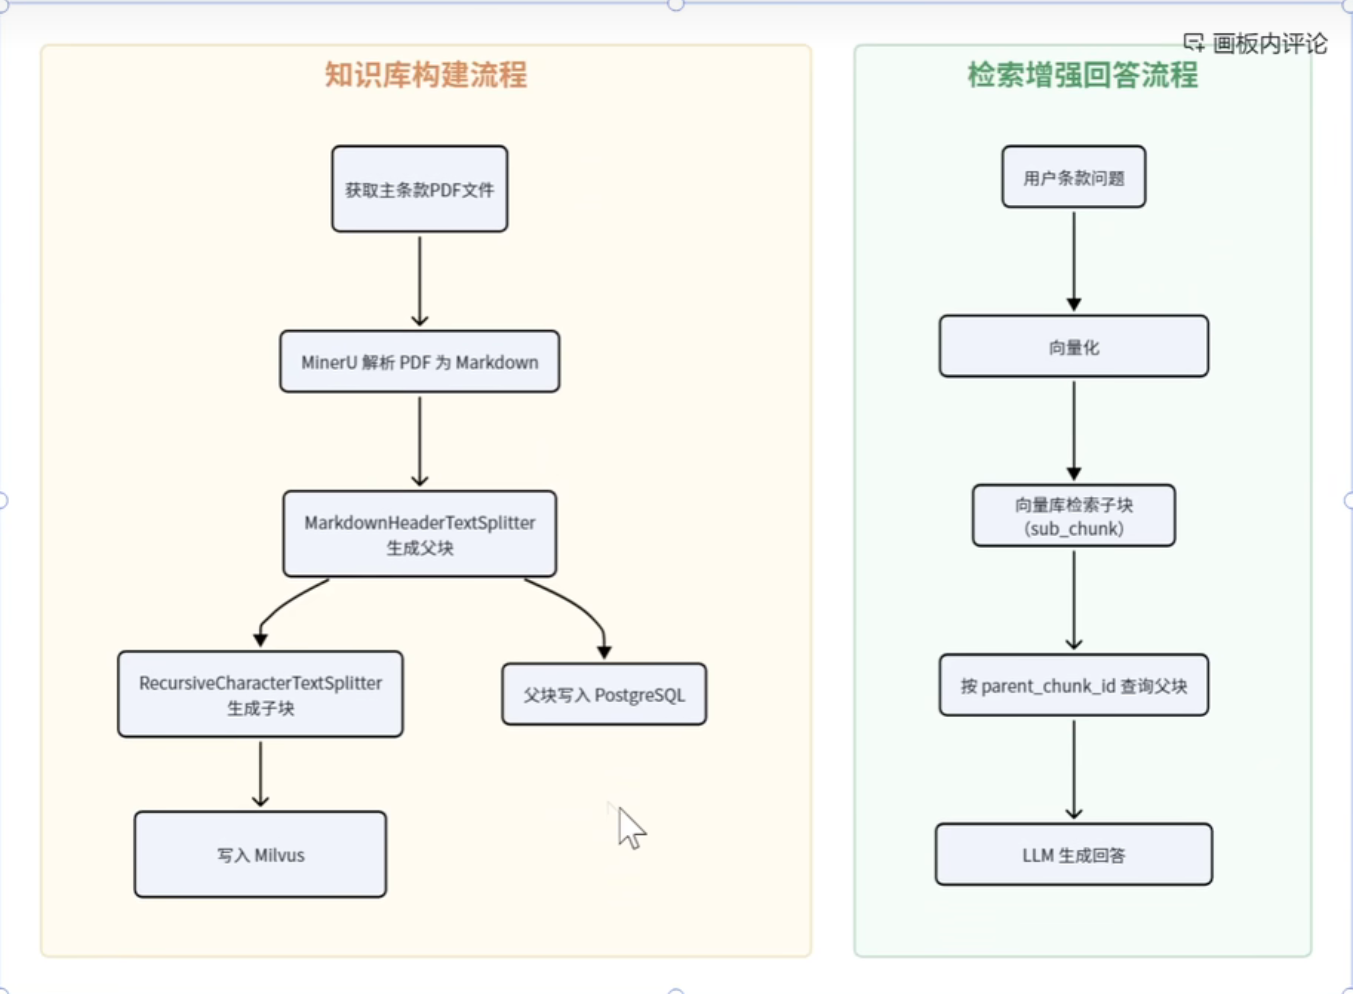 画板内评论
知识库构建流程
获取主条款PDF文件
MinerU 解析 PDF 为 Markdown
MarkdownHeaderTextSplitter
生成父块
RecursiveCharacterTextSplitter
生成子块
父块写入 PostgreSQL
写入 Milvus
检索增强回答流程
用户条款问题
向量化
向量库检索子块
（sub_chunk）
按 parent_chunk_id 查询父块
LLM 生成回答